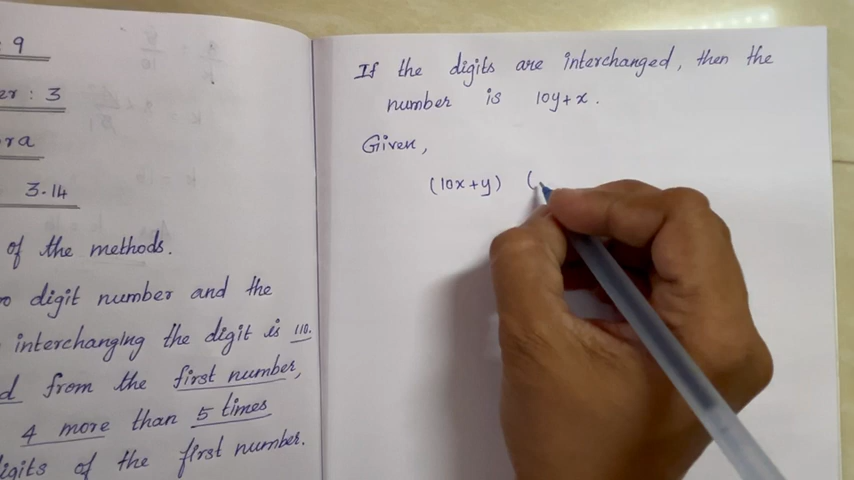 : 9
er : 3
ra
3.14
of the methods.
digit number and the
interchanging the digit is 110.
from the first number,
4 more than 5 times
digits of the first number.
If the digits are interchanged, then the
number is 10y+x.
Given,
(10x+y) (